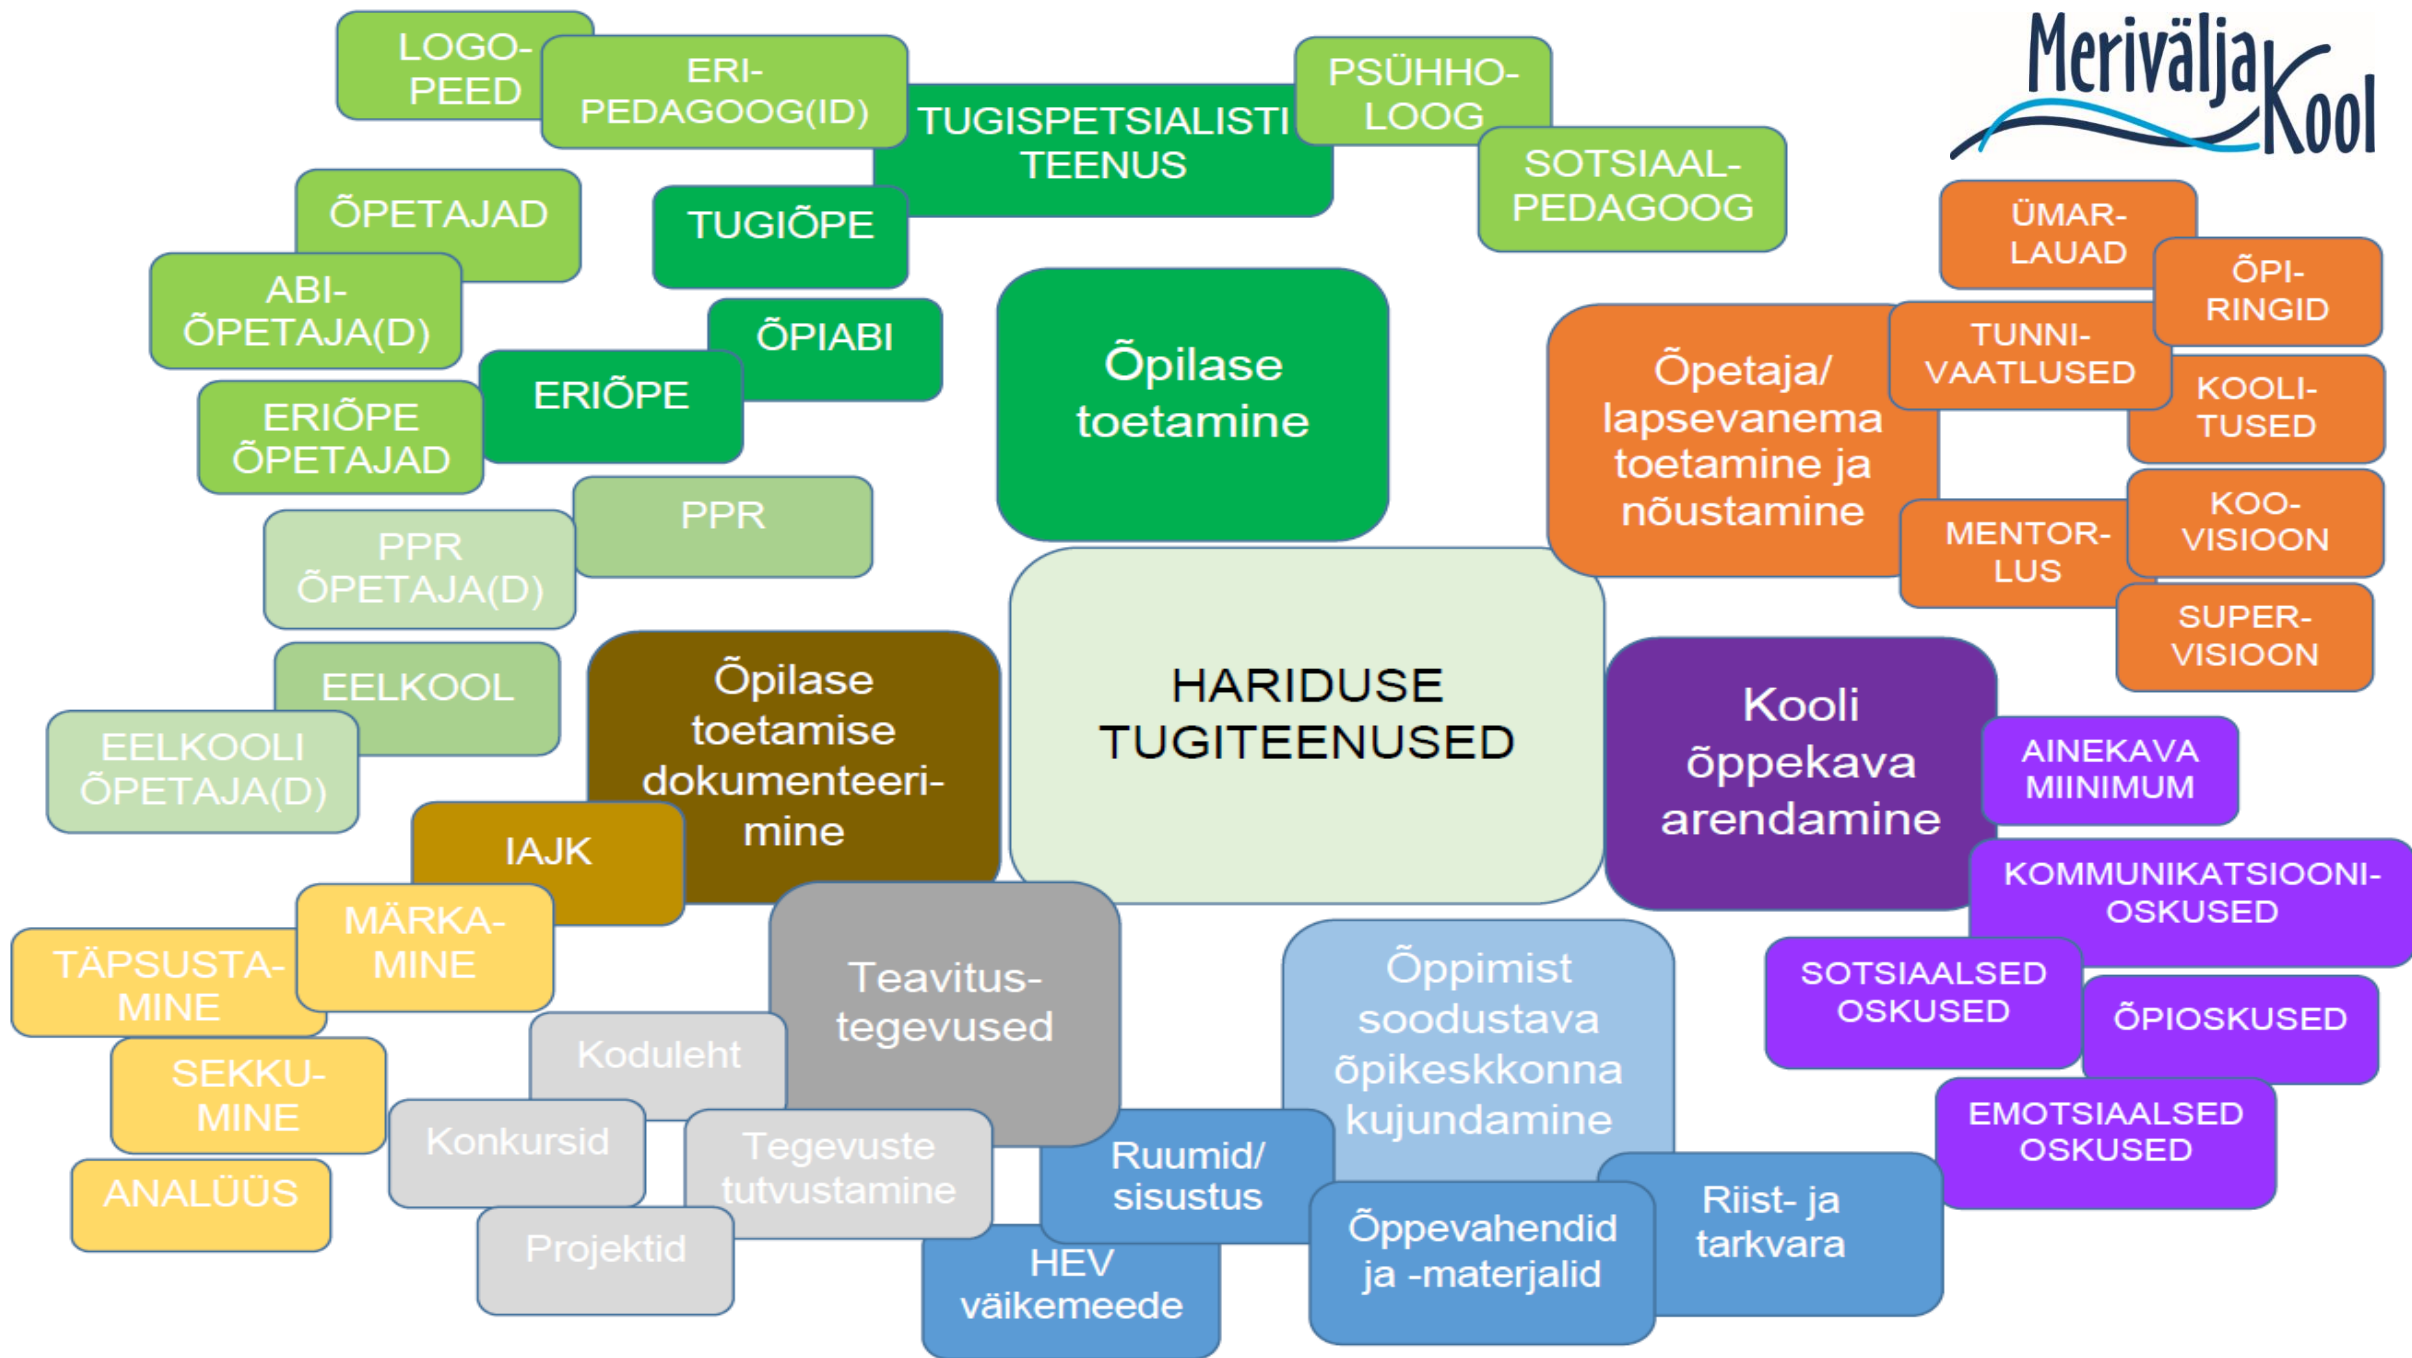 LOGO-
PEED
ERI-
PEDAGOOG(ID)
TUGISPETSIALISTI
TEENUS
PSÜHHO-
LOOG
SOTSIAAL-
PEDAGOOG
Merivälja
Kool
ÕPETAJAD
TUGIÕPE
ABI-
ÕPETAJA(D)
ÕPIABI
ERIÕPE
ERIÕPE
ÕPETAJAD
Õpilase
toetamine
Õpetaja/
lapsevanema
toetamine ja
nõustamine
ÜMAR-
LAUAD
ÕPI-
RINGID
TUNNI-
VAATLUSED
KOOLI-
TUSED
KOO-
VISIOON
MENTOR-
LUS
SUPER-
VISIOON
PPR
PPR
ÕPETAJA(D)
EELKOOL
EELKOOLI
ÕPETAJA(D)
Õpilase
toetamise
dokumenteeri-
mine
HARIDUSE
TUGITEENUSED
Kooli
õppekava
arendamine
AINEKAVA
MIINIMUM
KOMMUNIKATSIOONI-
OSKUSED
SOTSIAALSED
OSKUSED
ÕPIOSKUSED
EMOTSIAALSED
OSKUSED
IAJK
MÄRKA-
MINE
TÄPSUSTA-
MINE
SEKKU-
MINE
ANALÜÜS
Teavitus-
tegevused
Koduleht
Konkursid
Tegevuste
tutvustamine
Projektid
Õppimist
soodustava
õpikeskkonna
kujundamine
Ruumid/
sisustus
HEV
väikemeede
Õppevahendid
ja -materjalid
Riist- ja
tarkvara